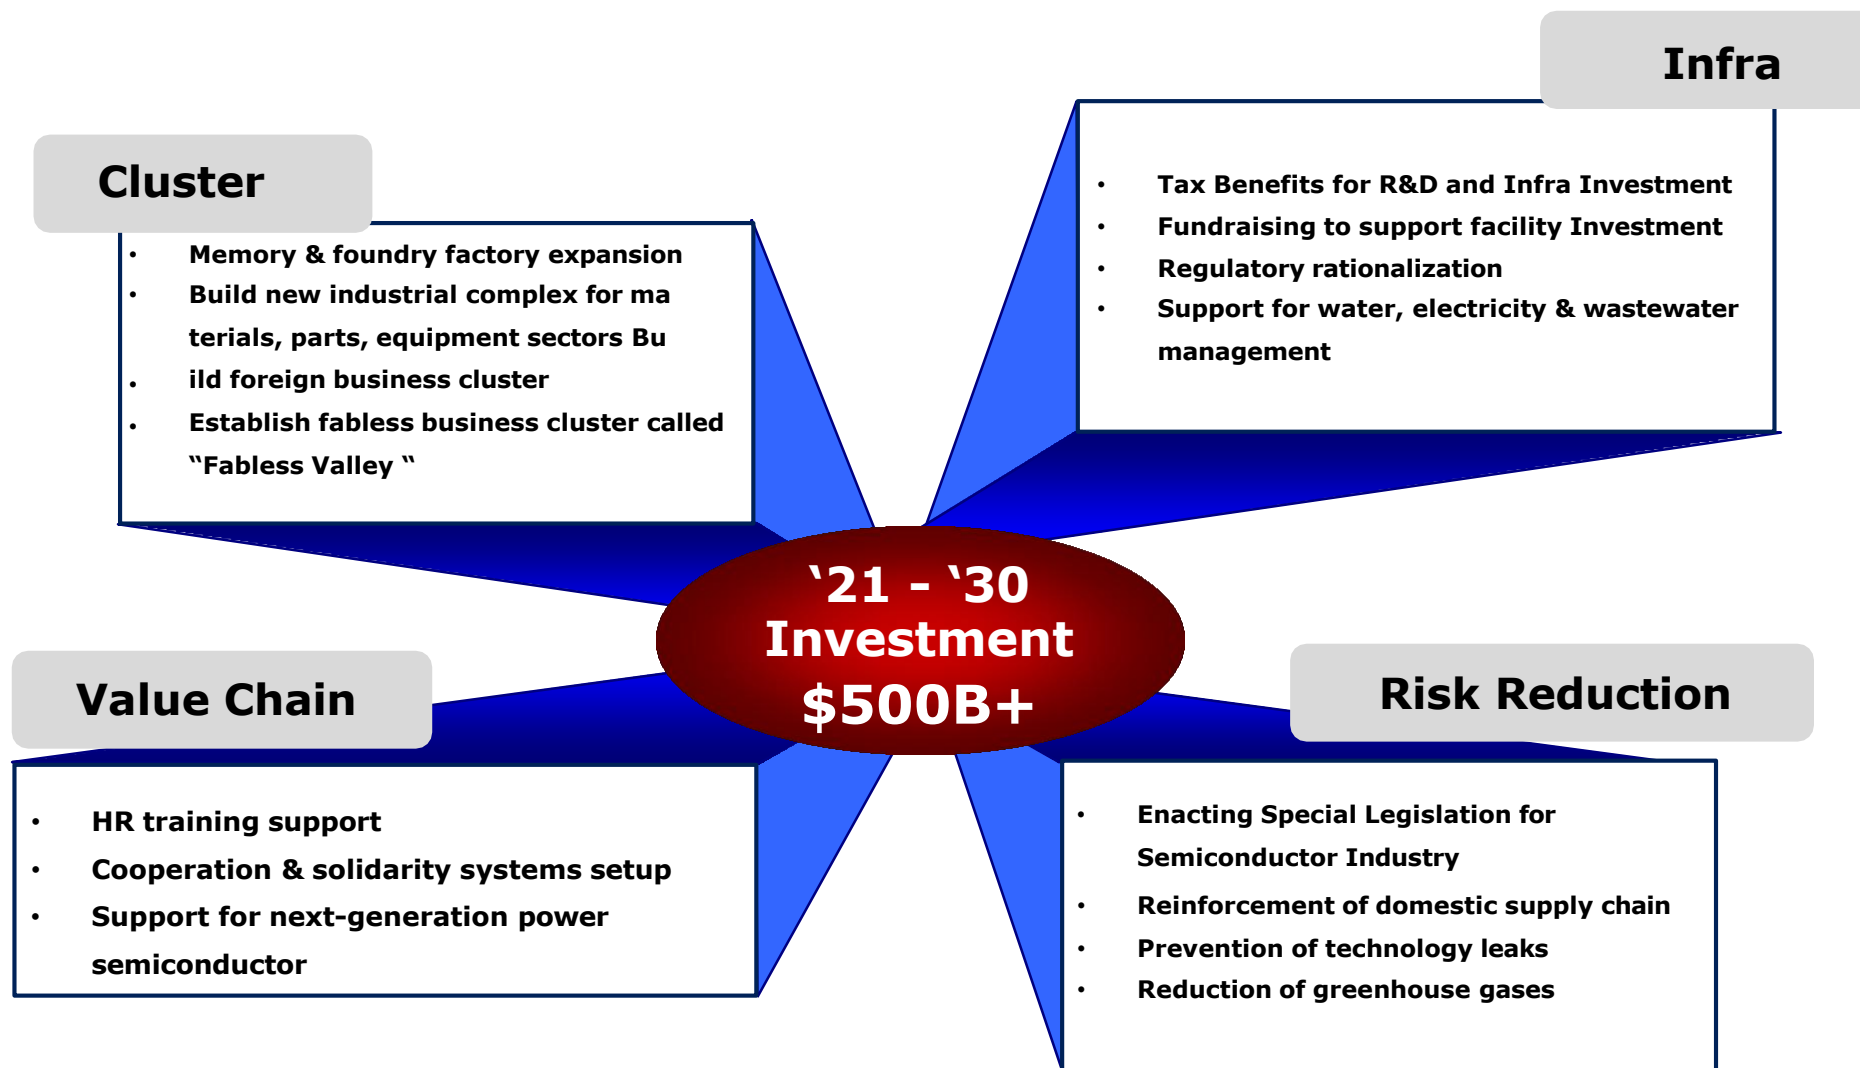 Infra
• Tax Benefits for R&D and Infra Investment
• Fundraising to support facility Investment
• Regulatory rationalization
• Support for water, electricity & wastewater
management
Cluster
• Memory & foundry factory expansion
• Build new industrial complex for ma
terials, parts, equipment sectors Bu
• ild foreign business cluster
• Establish fabless business cluster called
“Fabless Valley “
‘21 - ‘30
Investment
$500B+
Value Chain
• HR training support
• Cooperation & solidarity systems setup
• Support for next-generation power
semiconductor
Risk Reduction
• Enacting Special Legislation for
Semiconductor Industry
• Reinforcement of domestic supply chain
• Prevention of technology leaks
• Reduction of greenhouse gases